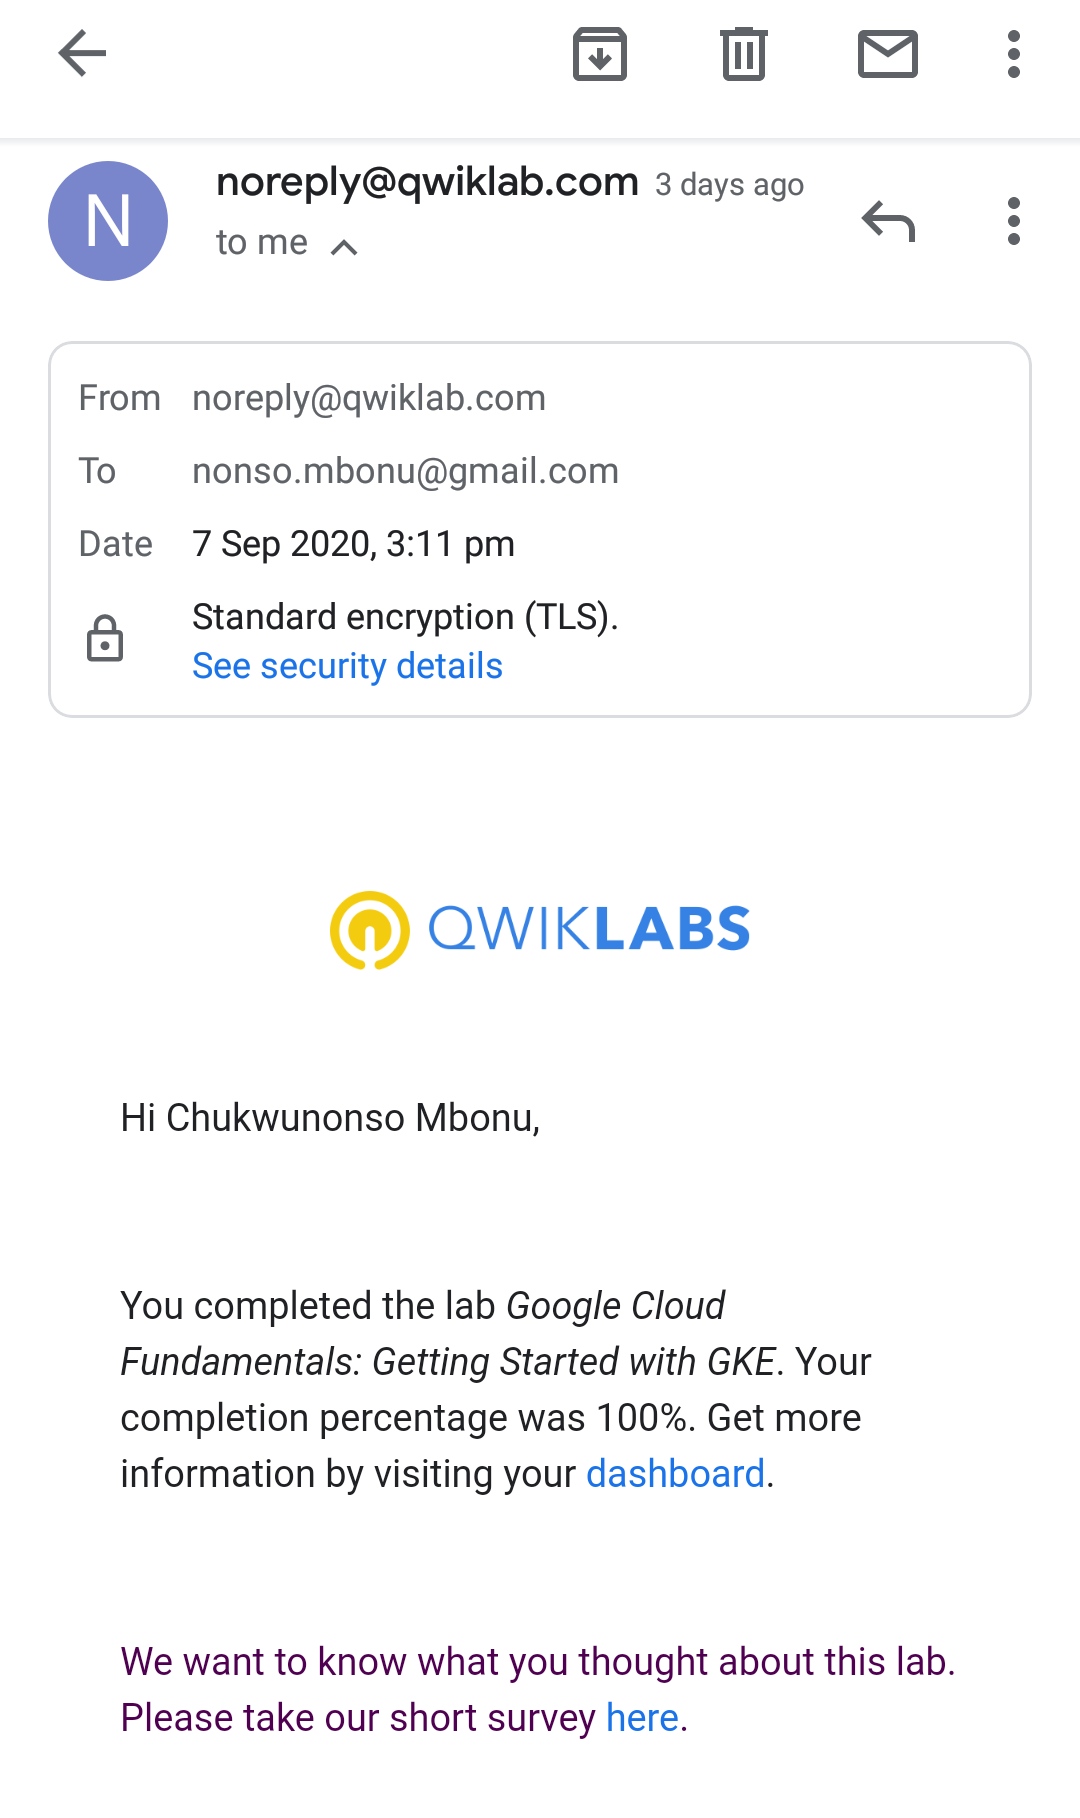 N
noreply@qwiklab.com 3 days ago
to me
From noreply@qwiklab.com
To nonso.mbonu@gmail.com
Date 7 Sep 2020, 3:11 pm
Standard encryption (TLS).
See security details
QWIKLABS
Hi Chukwunonso Mbonu,
You completed the lab Google Cloud
Fundamentals: Getting Started with GKE. Your
completion percentage was 100%. Get more
information by visiting your dashboard.
We want to know what you thought about this lab.
Please take our short survey here.